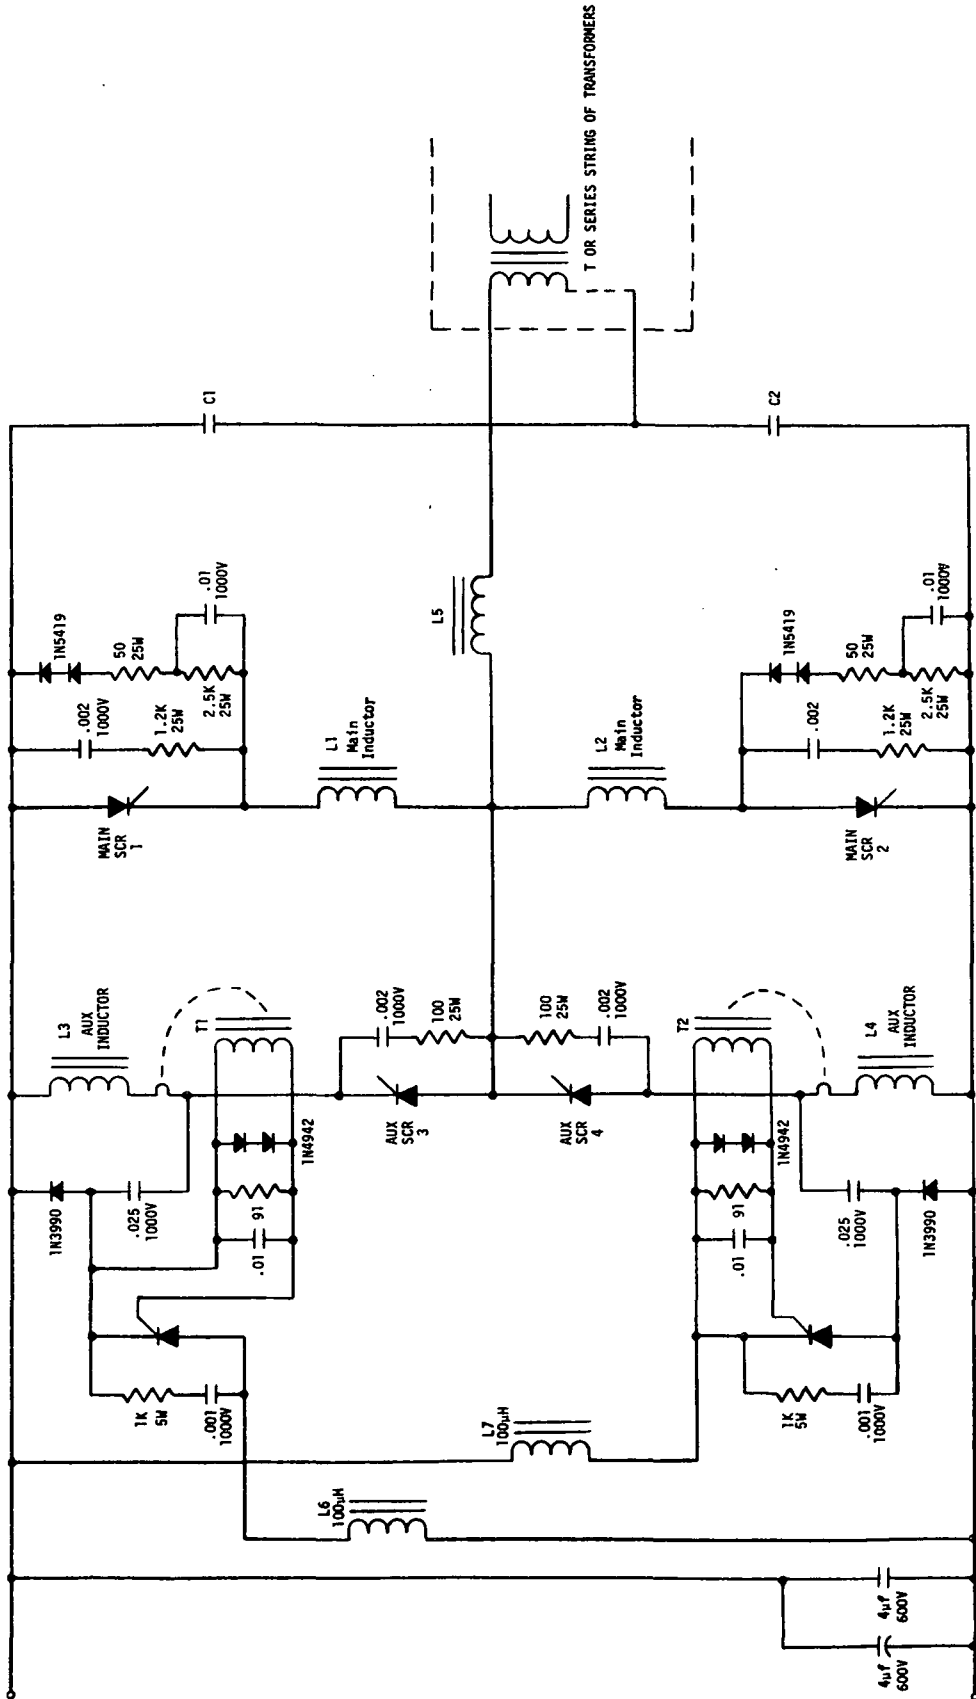 T OR SERIES STRING OF TRANSFORMERS
C1
C2
L5
1N5419
50
25W
.01
1000V
.002
1000V
1.2K
25W
2.5K
25W
L1
Main
Inductor
MAIN
SCR
1
L2
Main
Inductor
1N5419
50
25W
.01
1000V
.002
1.2K
25W
2.5K
25W
MAIN
SCR
2
L3
AUX
INDUCTOR
T1
.002
1000V
100
25W
AUX
SCR
3
100
25W
.002
1000V
AUX
SCR
4
T2
L4
AUX
INDUCTOR
1N3990
.025
1000V
1N4942
91
.01
1N4942
91
.01
.025
1000V
1N3990
1K
5W
.001
1000V
L7
100µH
1K
5W
.001
1000V
L6
100µH
4µf
600V
4µf
600V